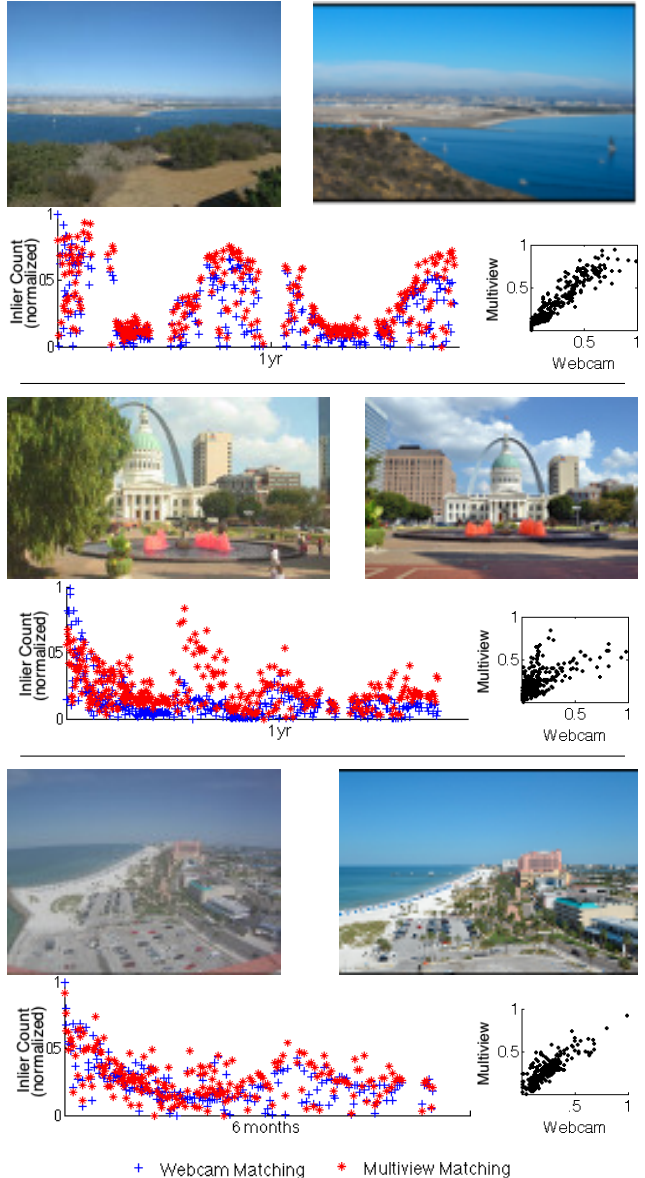 1
Inlier Count
(normalized)
05
0
1yr
1
Multiview
0.5
0.5
1
Webcam
1
Inlier Count
(normalized)
05
0
1yr
1
Multiview
0.5
0.5
1
Webcam
1
Inlier Count
(normalized)
0.5
0
6 months
1
Multiview
0.5
.5
1
Webcam
+ Webcam Matching * Multiview Matching